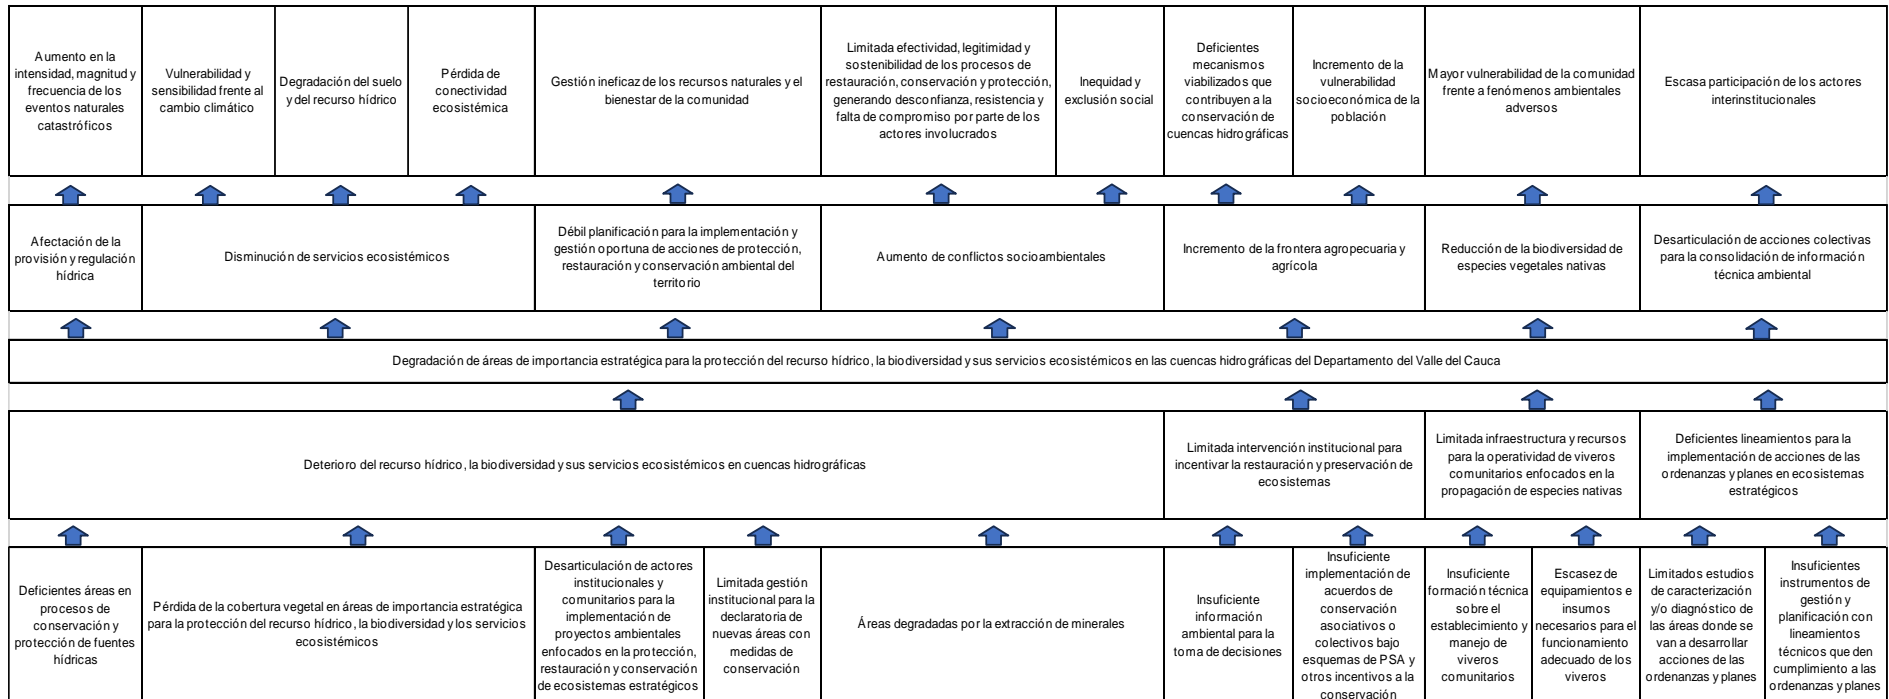 Aumento en la
intensidad, magnitud y
frecuencia de los
eventos naturales
catastróficos
Vulnerabilidad y
sensibilidad frente al
cambio climático
Degradación del suelo
y del recurso hídrico
Pérdida de
conectividad
ecosistémica
Gestión ineficaz de los recursos naturales y el
bienestar de la comunidad
Limitada efectividad, legitimidad y
sostenibilidad de los procesos de
restauración, conservación y protección,
generando desconfianza, resistencia y
falta de compromiso por parte de los
actores involucrados
Inequidad y
exclusión social
Deficientes
mecanismos
viabilizados que
contribuyen a la
conservación de
cuencas hidrográficas
Incremento de la
vulnerabilidad
socioeconómica de la
población
Mayor vulnerabilidad de la comunidad
frente a fenómenos ambientales
adversos
Escasa participación de los actores
interinstitucionales
Afectación de la
provisión y regulación
hídrica
Disminución de servicios ecosistémicos
Débil planificación para la implementación y
gestión oportuna de acciones de protección,
restauración y conservación ambiental del
territorio
Aumento de conflictos socioambientales
Incremento de la frontera agropecuaria y
agrícola
Reducción de la biodiversidad de
especies vegetales nativas
Desarticulación de acciones colectivas
para la consolidación de información
técnica ambiental
Degradación de áreas de importancia estratégica para la protección del recurso hídrico, la biodiversidad y sus servicios ecosistémicos en las cuencas hidrográficas del Departamento del Valle del Cauca
Deterioro del recurso hídrico, la biodiversidad y sus servicios ecosistémicos en cuencas hidrográficas
Limitada intervención institucional para
incentivar la restauración y preservación de
ecosistemas
Limitada infraestructura y recursos
para la operatividad de viveros
comunitarios enfocados en la
propagación de especies nativas
Deficientes lineamientos para la
implementación de acciones de las
ordenanzas y planes en ecosistemas
estratégicos
Deficientes áreas en
procesos de
conservación y
protección de fuentes
hídricas
Pérdida de la cobertura vegetal en áreas de importancia estratégica
para la protección del recurso hídrico, la biodiversidad y los servicios
ecosistémicos
Desarticulación de actores
institucionales y
comunitarios para la
implementación de
proyectos ambientales
enfocados en la protección,
restauración y conservación
de ecosistemas estratégicos
Limitada gestión
institucional para la
declaratoria de
nuevas áreas con
medidas de
conservación
Áreas degradadas por la extracción de minerales
Insuficiente
información
ambiental para la
toma de decisiones
Insuficiente
implementación de
acuerdos de
conservación
asociativos o
colectivos bajo
esquemas de PSA y
otros incentivos a la
conservación
Insuficiente
formación técnica
sobre el
establecimiento y
manejo de
viveros
comunitarios
Escasez de
equipamientos e
insumos
necesarios para el
funcionamiento
adecuado de los
viveros
Limitados estudios
de caracterización
y/o diagnóstico de
las áreas donde se
van a desarrollar
acciones de las
ordenanzas y planes
Insuficientes
instrumentos de
gestión y
planificación con
lineamientos
técnicos que den
cumplimiento a las
ordenanzas y planes